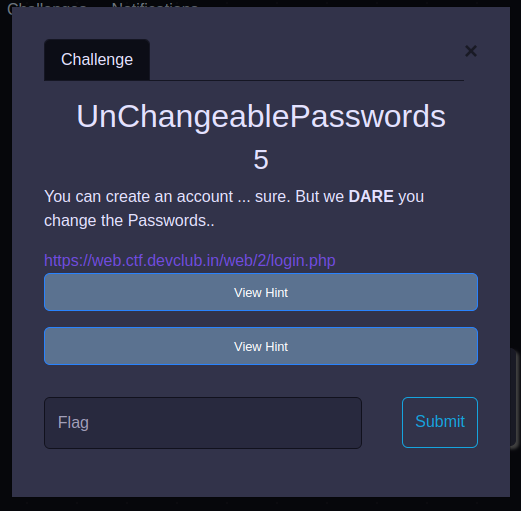 Challenges Notifications
Challenge
×
UnChangeablePasswords
5
You can create an account ... sure. But we DARE you
change the Passwords..
https://web.ctf.devclub.in/web/2/login.php
View Hint
View Hint
Flag
Submit